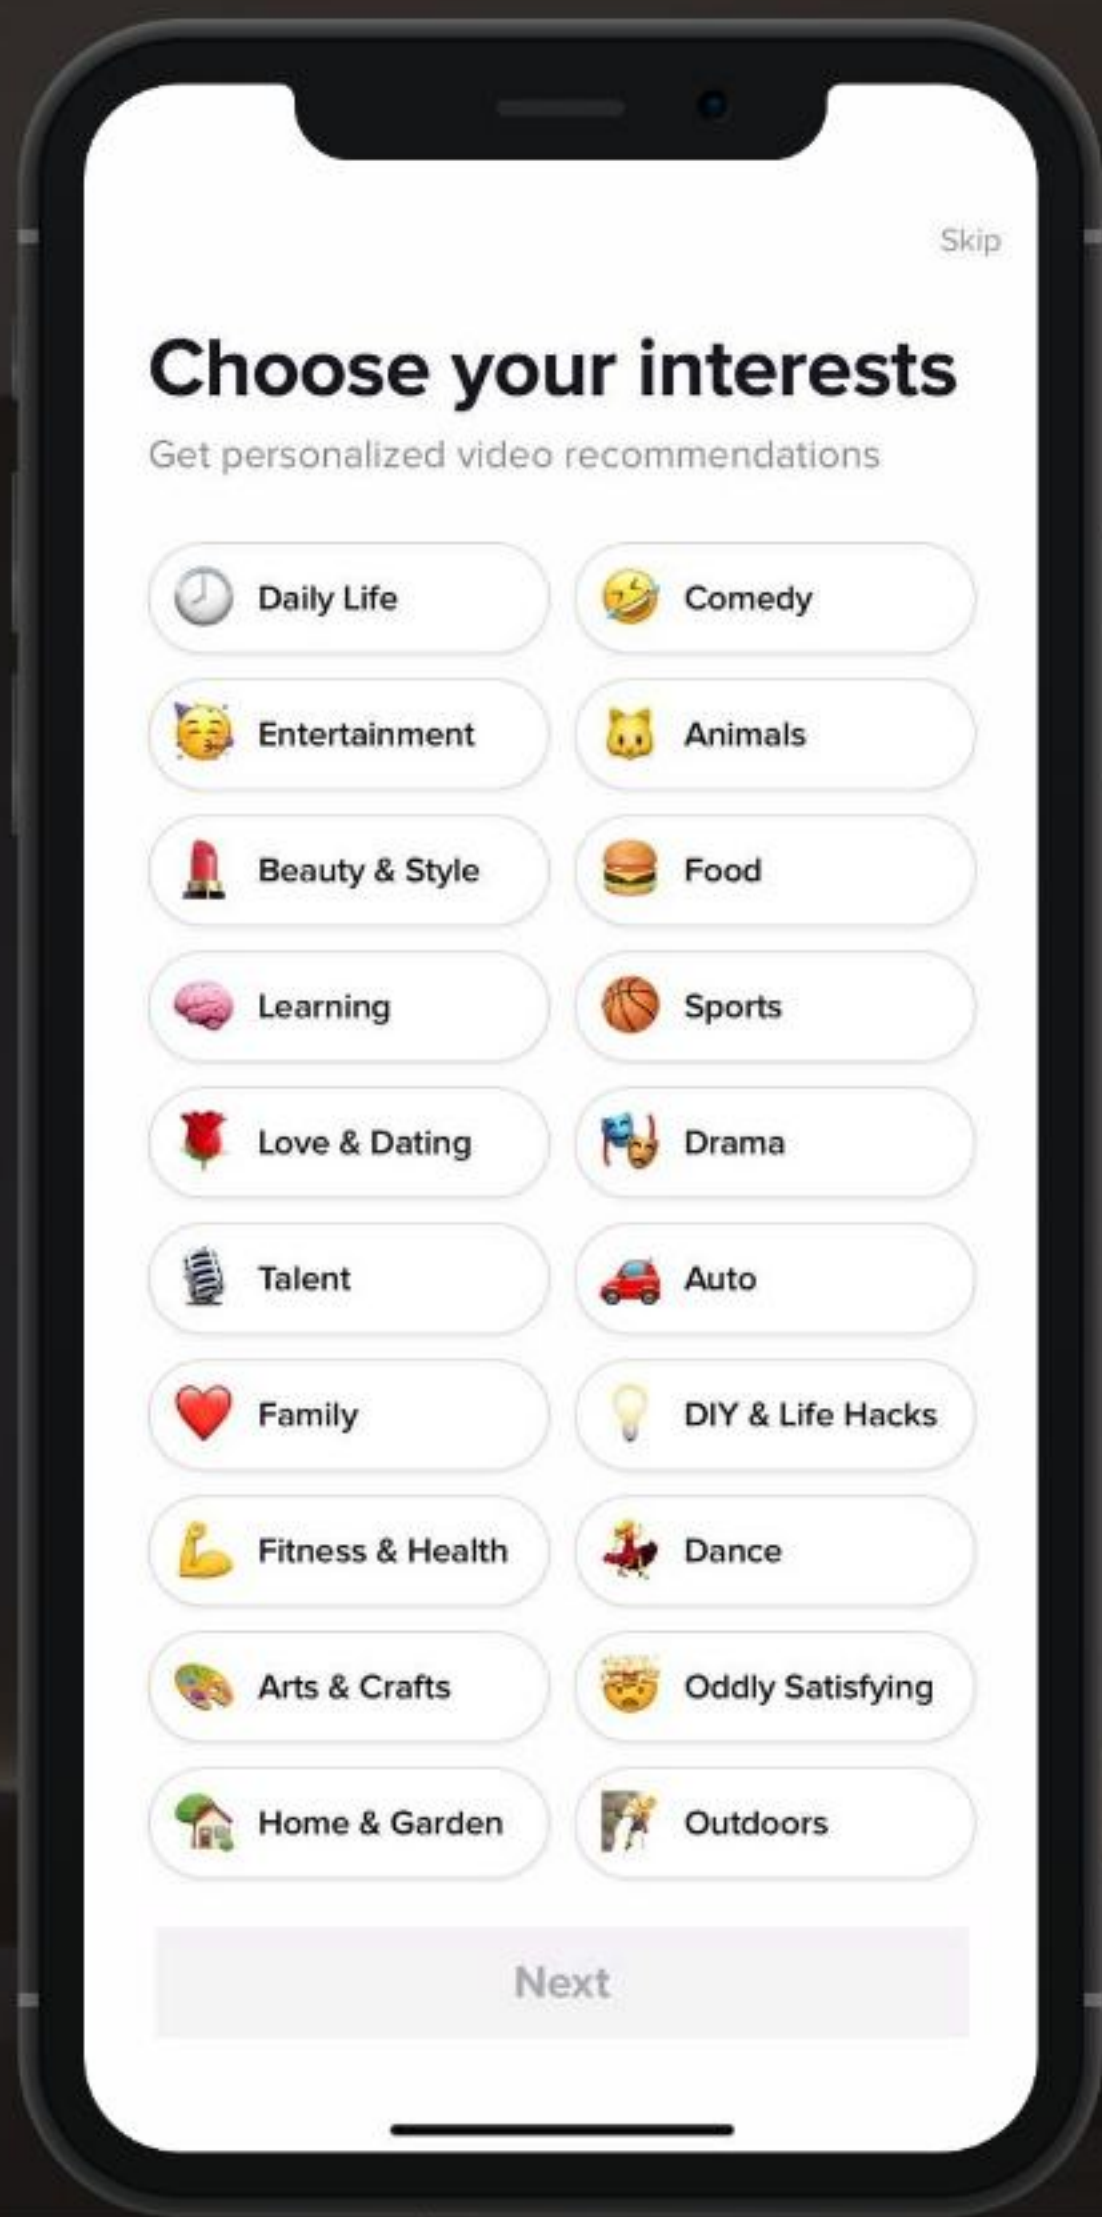 Skip
Choose your interests
Get personalized video recommendations
Daily Life
Comedy
Entertainment
Animals
Beauty & Style
Food
Learning
Sports
Love & Dating
Drama
Talent
Auto
Family
DIY & Life Hacks
Fitness & Health
Dance
Arts & Crafts
Oddly Satisfying
Home & Garden
Outdoors
Next